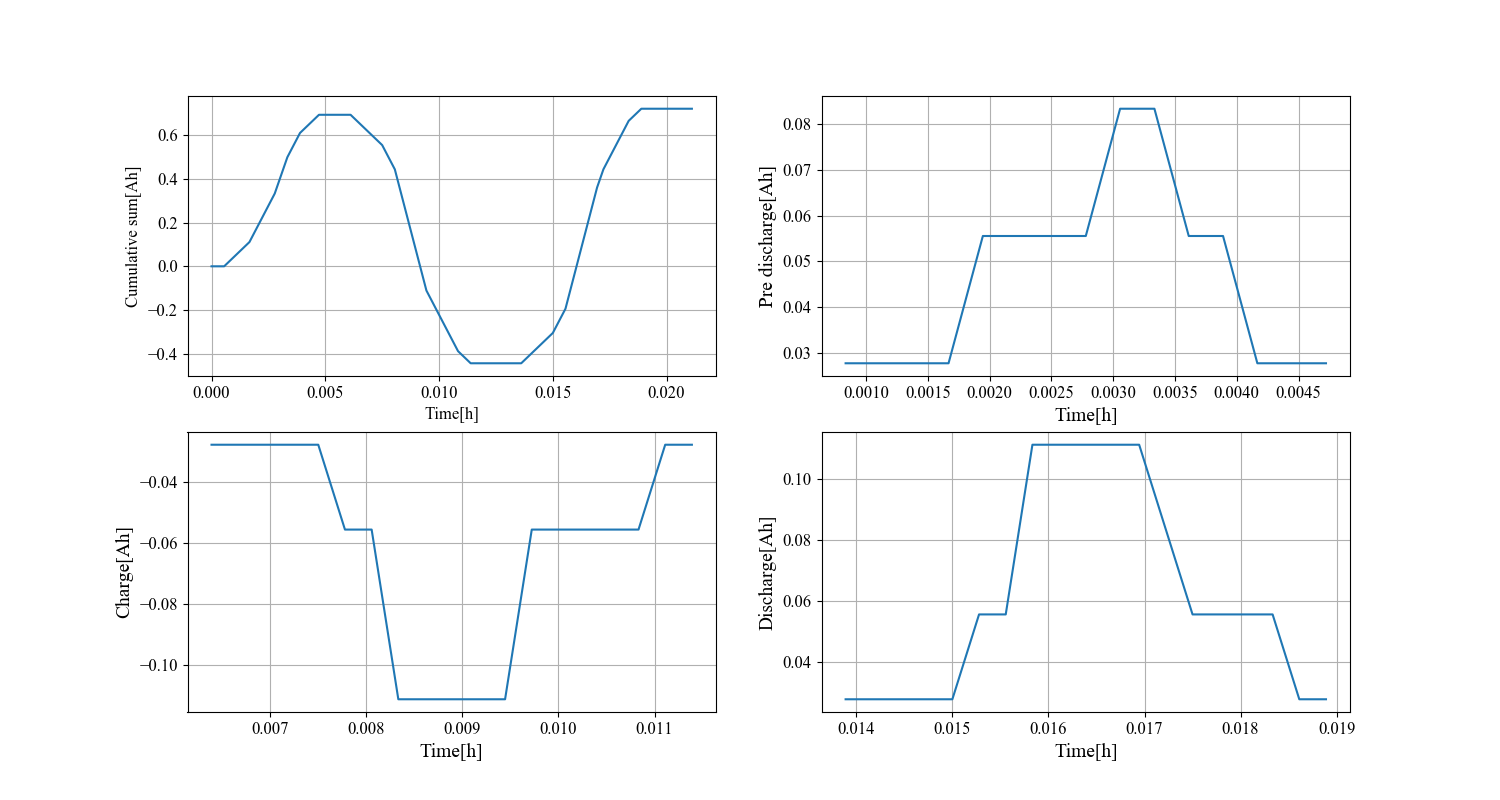 Cumulative sum[Ah]
0.6
0.4
0.2
0.0
−0.2
−0.4
0.000 0.005 0.010 0.015 0.020
Time[h]
Pre discharge[Ah]
0.08
0.07
0.06
0.05
0.04
0.03
0.0010 0.0015 0.0020 0.0025 0.0030 0.0035 0.0040 0.0045
Time[h]
Charge[Ah]
−0.04
−0.06
−0.08
−0.10
0.007 0.008 0.009 0.010 0.011
Time[h]
Discharge[Ah]
0.10
0.08
0.06
0.04
0.014 0.015 0.016 0.017 0.018 0.019
Time[h]